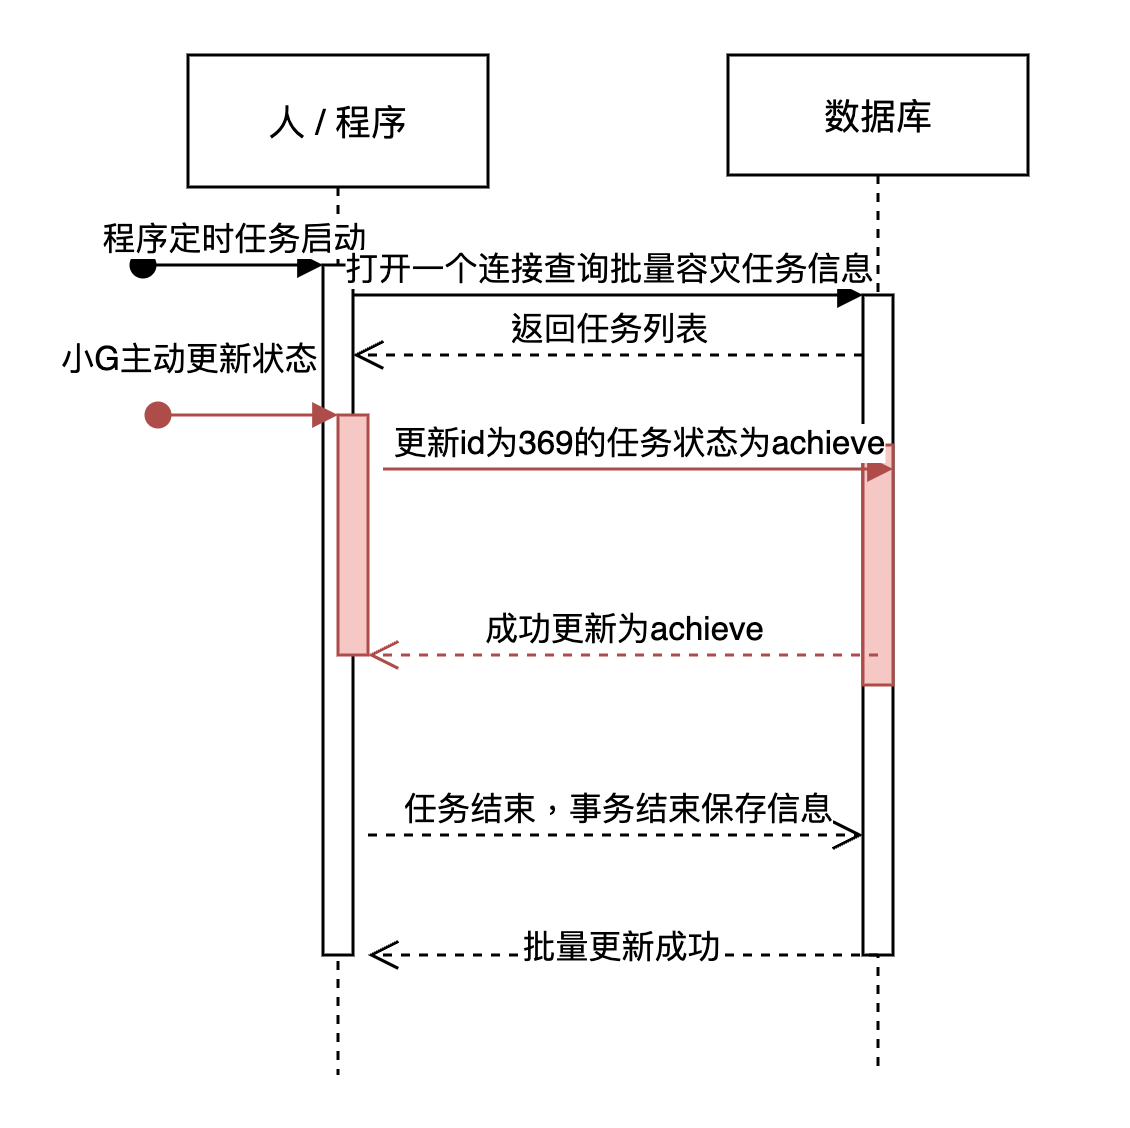 人 / 程序
数据库
程序定时任务启动
打开一个连接查询批量容灾任务信息
返回任务列表
小G主动更新状态
更新id为369的任务状态为achieve
成功更新为achieve
任务结束，事务结束保存信息
批量更新成功